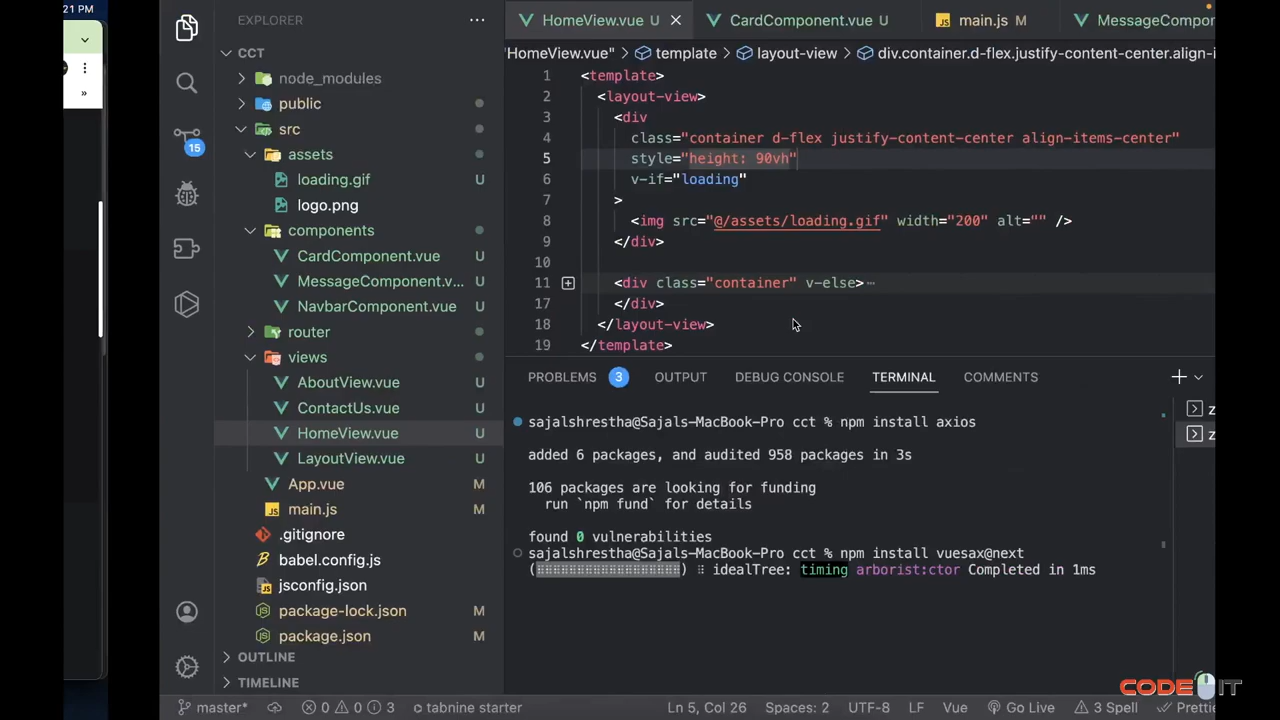 21 PM
»
EXPLORER
CCT
node_modules
public
src
assets
loading.gif U
logo.png
components
CardComponent.vue U
MessageComponent.v... U
NavbarComponent.vue U
router
views
AboutView.vue U
ContactUs.vue U
HomeView.vue U
LayoutView.vue U
App.vue M
main.js M
.gitignore
babel.config.js
jsconfig.json
package-lock.json M
package.json M
OUTLINE
TIMELINE
15
HomeView.vue U CardComponent.vue U main.js M MessageCompor
"HomeView.vue" > template > layout-view > div.container.d-flex.justify-content-center.align-i
1 <template>
2 <layout-view>
3 <div
4 class="container d-flex justify-content-center align-items-center"
5 style="height: 90vh"
6 v-if="loading"
7 >
8 <img src="@/assets/loading.gif" width="200" alt="" />
9 </div>
10
11 <div class="container" v-else>⋯
17 </div>
18 </layout-view>
19 </template>
PROBLEMS 3 OUTPUT DEBUG CONSOLE TERMINAL COMMENTS
sajalshrestha@Sajals-MacBook-Pro cct % npm install axios
added 6 packages, and audited 958 packages in 3s
106 packages are looking for funding
run `npm fund` for details
found 0 vulnerabilities
sajalshrestha@Sajals-MacBook-Pro cct % npm install vuesax@next
(⠿⠿⠿⠿⠿⠿⠿⠿⠿⠿⠿⠿⠿⠿⠿⠿⠿⠿) ⠿ idealTree: timing arborist:ctor Completed in 1ms
z
z
CODE IT
master* 0 0 3 tabnine starter Ln 5, Col 26 Spaces: 2 UTF-8 LF Vue Go Live 3 Spell Prettie